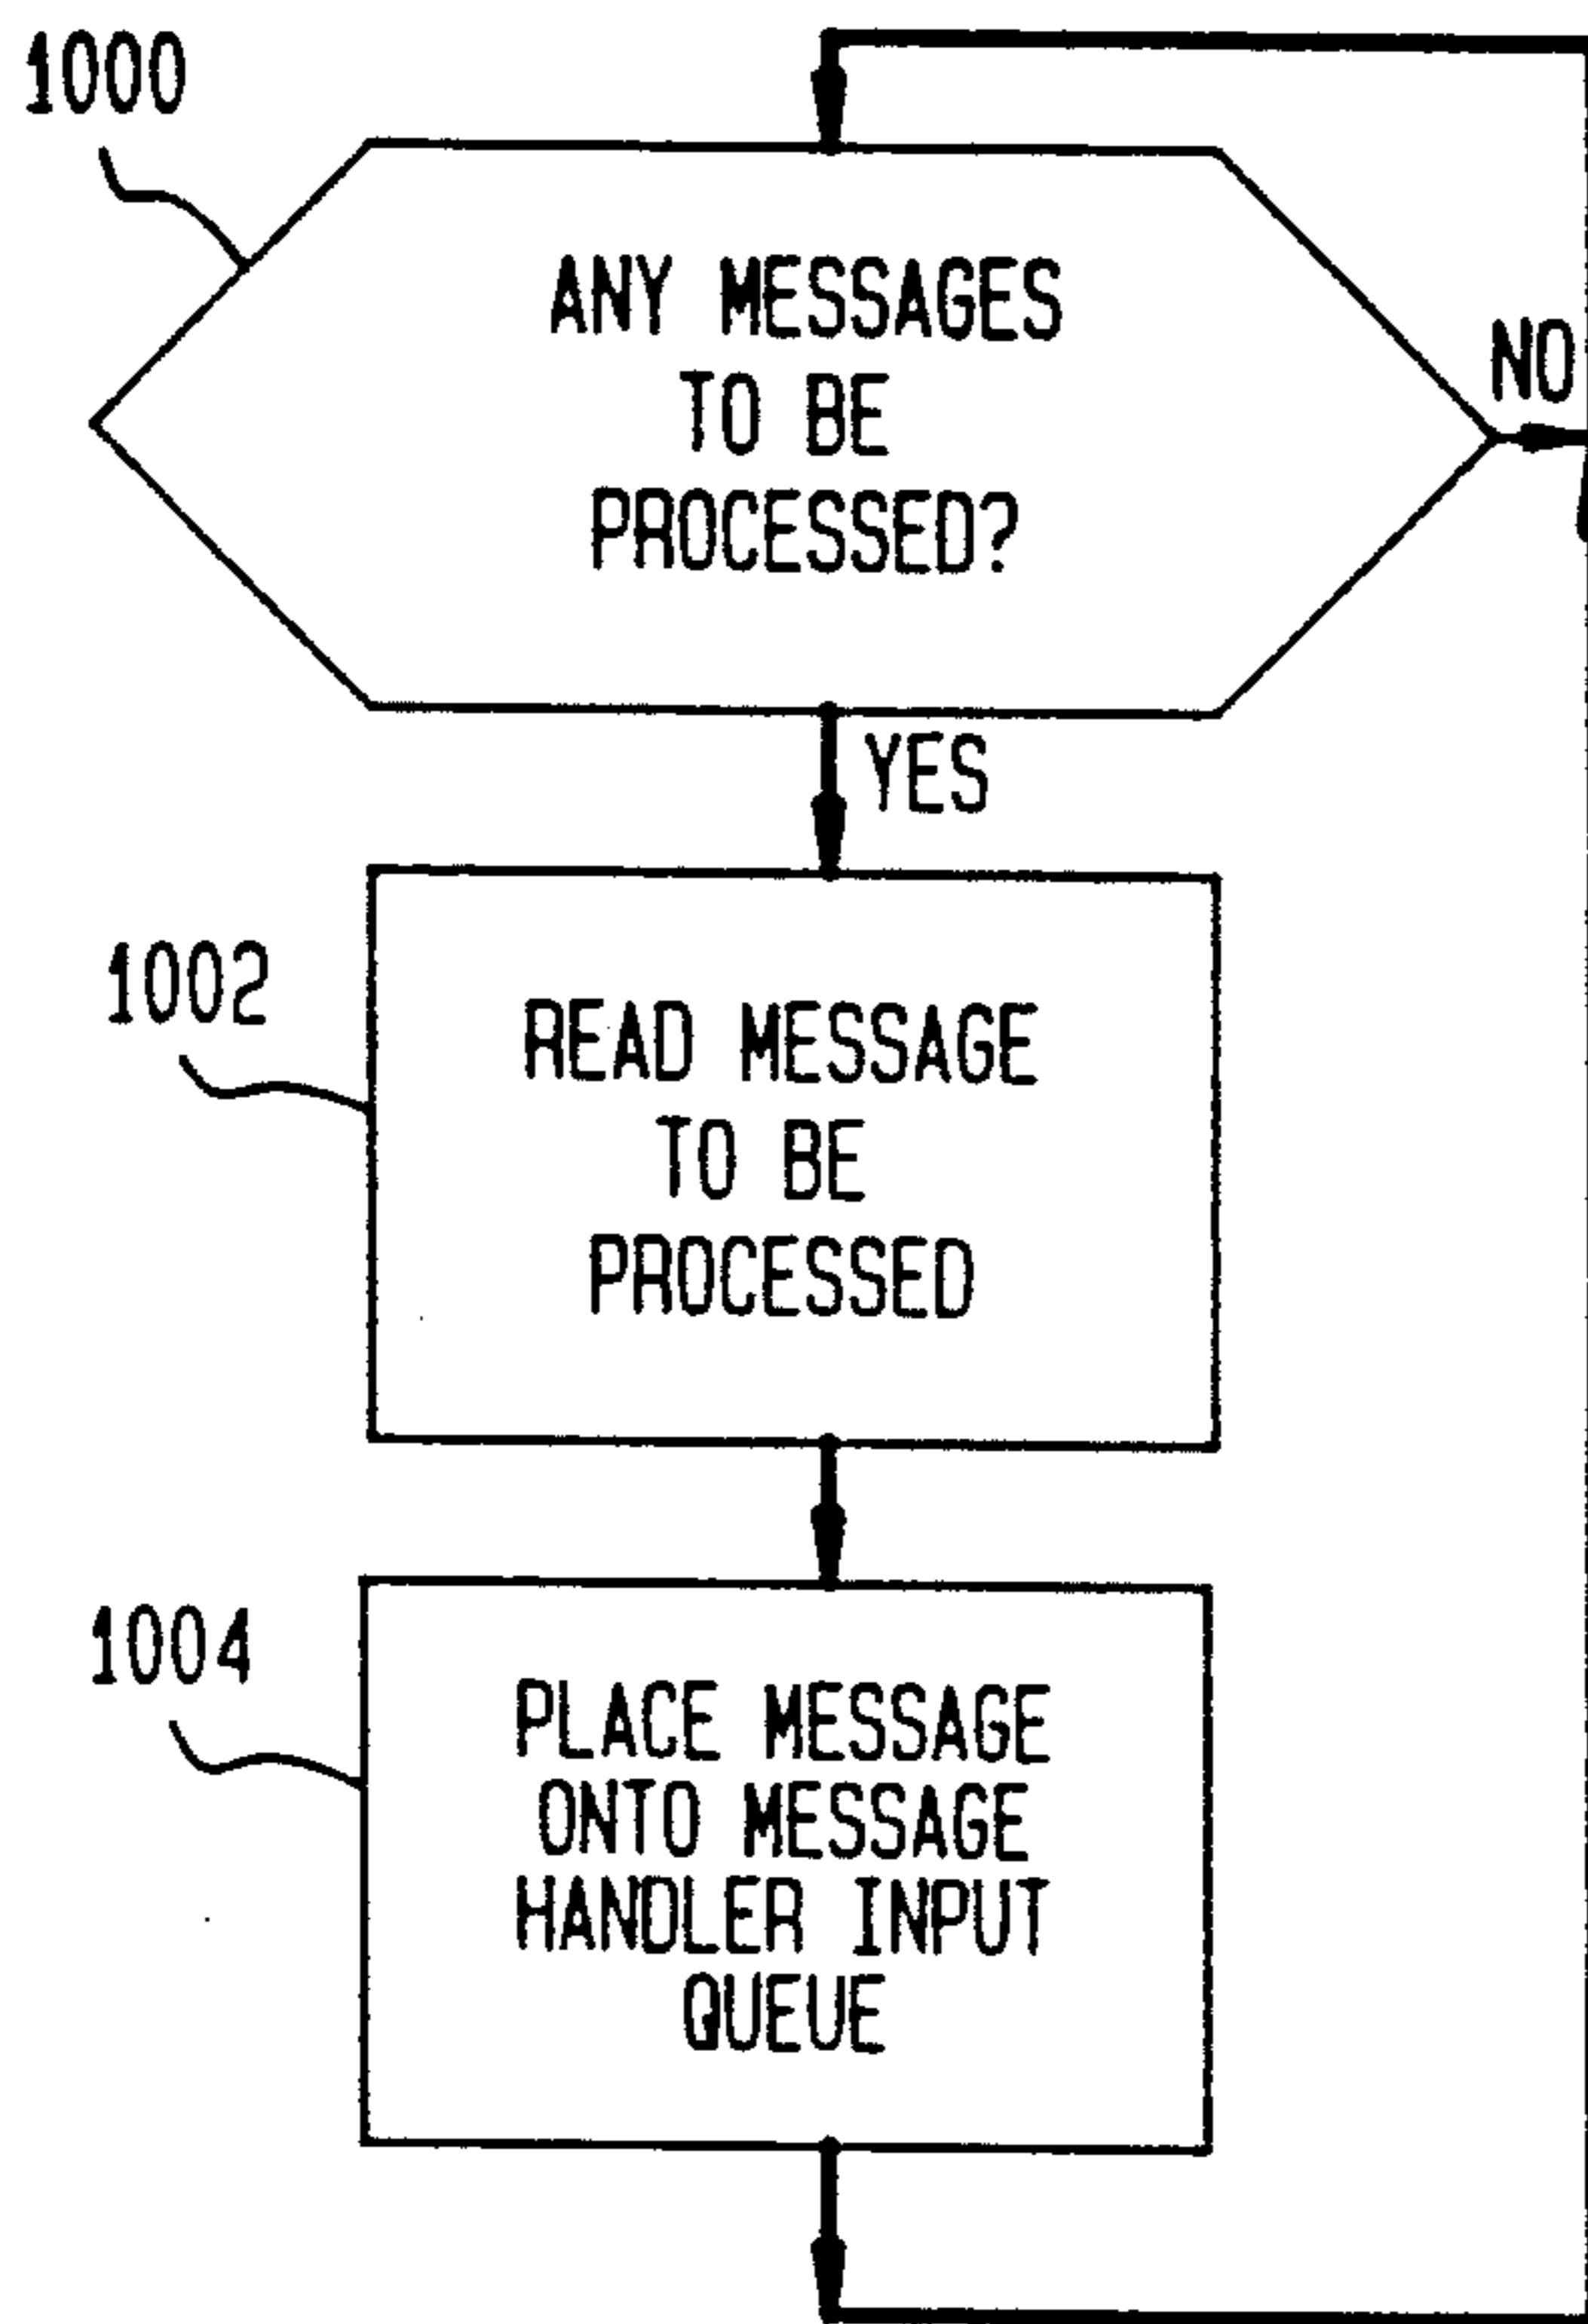 1000
ANY MESSAGES
TO BE
PROCESSED?
NO
YES
1002
READ MESSAGE
TO BE
PROCESSED
1004
PLACE MESSAGE
ONTO MESSAGE
HANDLER INPUT
QUEUE